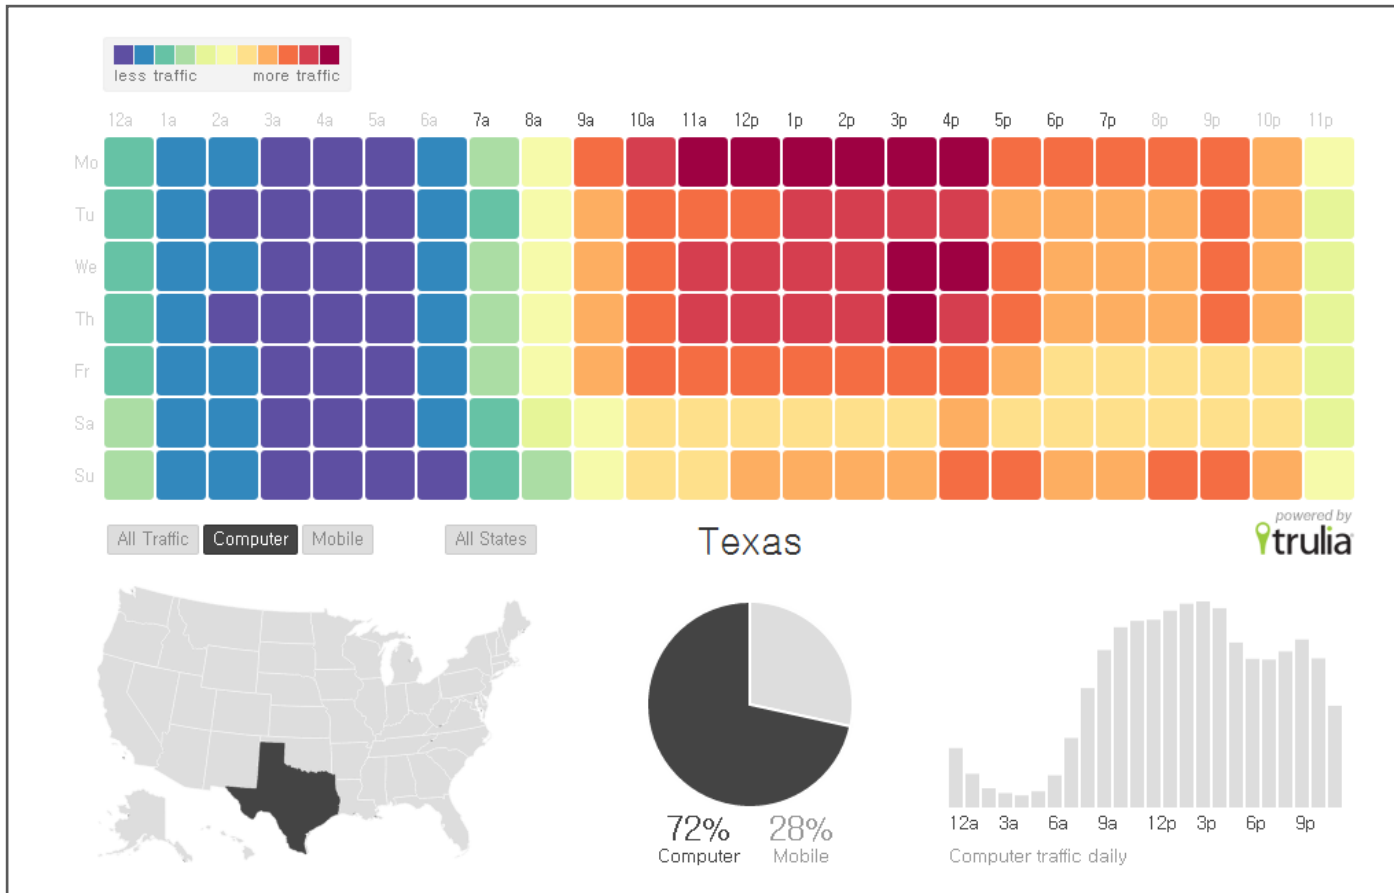 less traffic more traffic
12a 1a 2a 3a 4a 5a 6a 7a 8a 9a 10a 11a 12p 1p 2p 3p 4p 5p 6p 7p 8p 9p 10p 11p
Mo
Tu
We
Th
Fr
Sa
Su
All Traffic Computer Mobile All States
Texas
powered by
trulia
72% 28%
Computer Mobile
12a 3a 6a 9a 12p 3p 6p 9p
Computer traffic daily